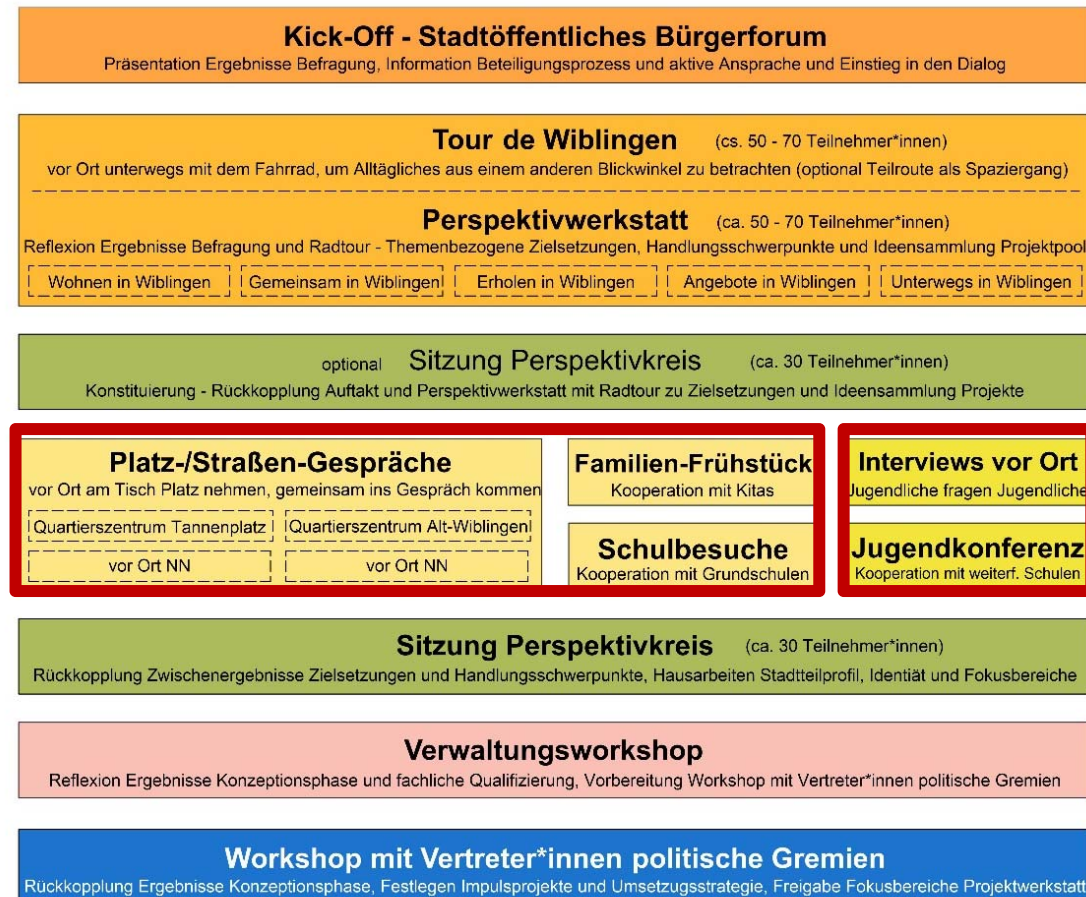 Kick-Off - Stadtöffentliches Bürgerforum
Präsentation Ergebnisse Befragung, Information Beteiligungsprozess und aktive Ansprache und Einstieg in den Dialog
Tour de Wiblingen (cs. 50 - 70 Teilnehmer*innen)
vor Ort unterwegs mit dem Fahrrad, um Alltägliches aus einem anderen Blickwinkel zu betrachten (optional Teilroute als Spaziergang)
Perspektivwerkstatt (ca. 50 - 70 Teilnehmer*innen)
Reflexion Ergebnisse Befragung und Radtour - Themenbezogene Zielsetzungen, Handlungsschwerpunkte und Ideensammlung Projektpool
Wohnen in Wiblingen Gemeinsam in Wiblingen Erholen in Wiblingen Angebote in Wiblingen Unterwegs in Wiblingen
optional Sitzung Perspektivkreis (ca. 30 Teilnehmer*innen)
Konstituierung - Rückkopplung Auftakt und Perspektivwerkstatt mit Radtour zu Zielsetzungen und Ideensammlung Projekte
Platz-/Straßen-Gespräche
vor Ort am Tisch Platz nehmen, gemeinsam ins Gespräch kommen
Quartierszentrum Tannenplatz Quartierszentrum Alt-Wiblingen
vor Ort NN vor Ort NN
Familien-Frühstück
Kooperation mit Kitas
Schulbesuche
Kooperation mit Grundschulen
Interviews vor Ort
Jugendliche fragen Jugendliche
Jugendkonferenz
Kooperation mit weiterf. Schulen
Sitzung Perspektivkreis (ca. 30 Teilnehmer*innen)
Rückkopplung Zwischenergebnisse Zielsetzungen und Handlungsschwerpunkte, Hausarbeiten Stadtteilprofil, Identiät und Fokusbereiche
Verwaltungsworkshop
Reflexion Ergebnisse Konzeptionsphase und fachliche Qualifizierung, Vorbereitung Workshop mit Vertreter*innen politische Gremien
Workshop mit Vertreter*innen politische Gremien
Rückkopplung Ergebnisse Konzeptionsphase, Festlegen Impulsprojekte und Umsetzugsstrategie, Freigabe Fokusbereiche Projektwerkstatt